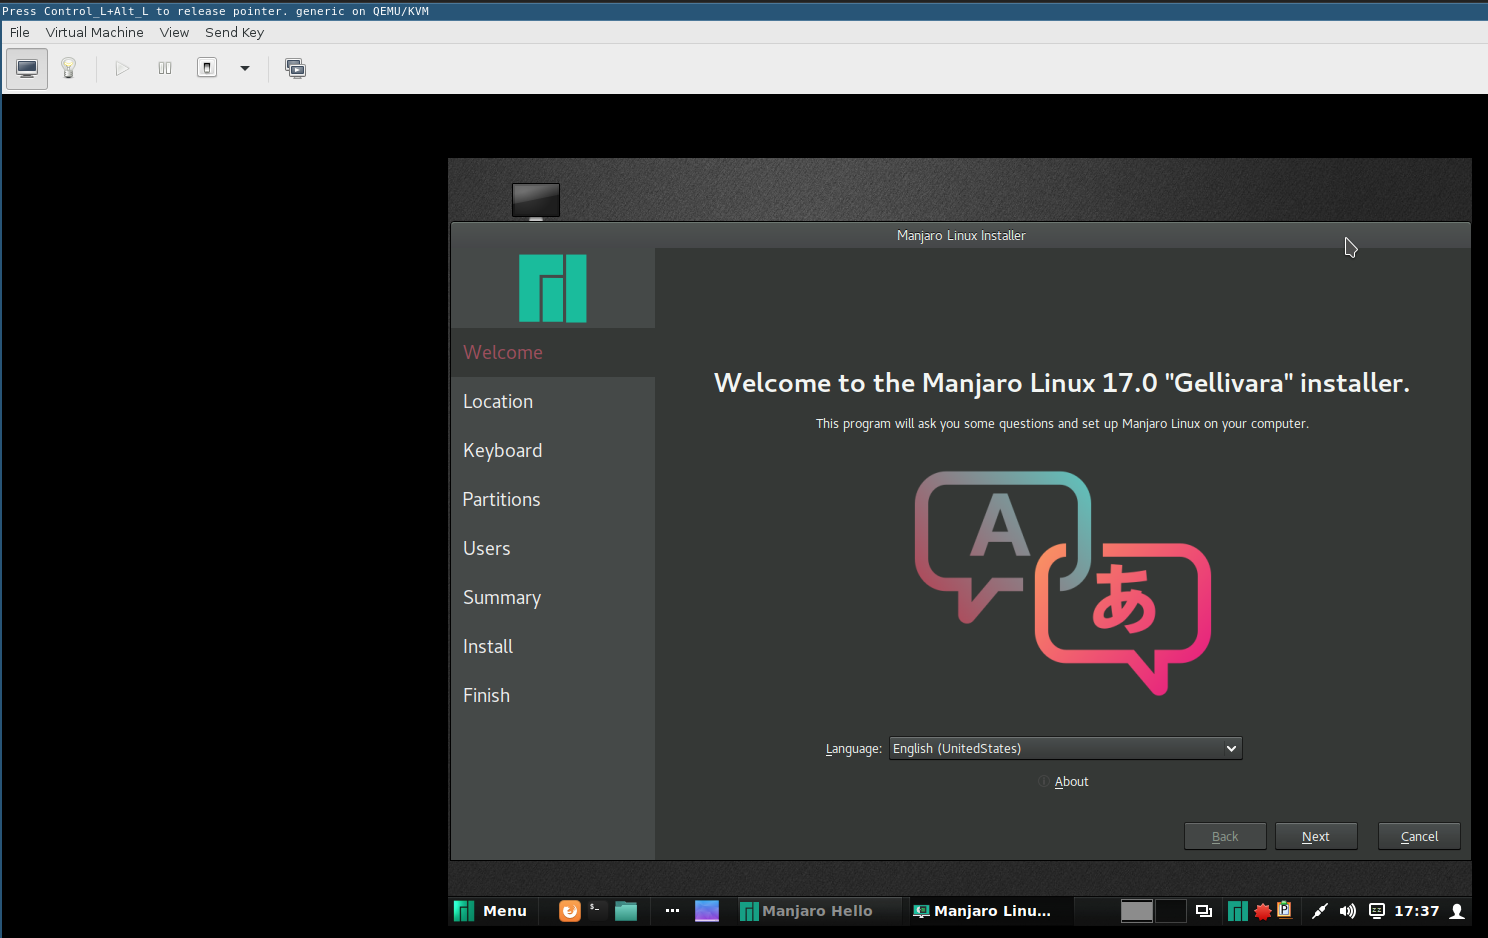 Press Control_L+Alt_L to release pointer. generic on QEMU/KVM
File Virtual Machine View Send Key
Manjaro Linux Installer
Welcome
Location
Keyboard
Partitions
Users
Summary
Install
Finish
Welcome to the Manjaro Linux 17.0 "Gellivara" installer.
This program will ask you some questions and set up Manjaro Linux on your computer.
A
あ
Language: English (UnitedStates)
About
Back Next Cancel
Menu Manjaro Hello Manjaro Linu... 17:37